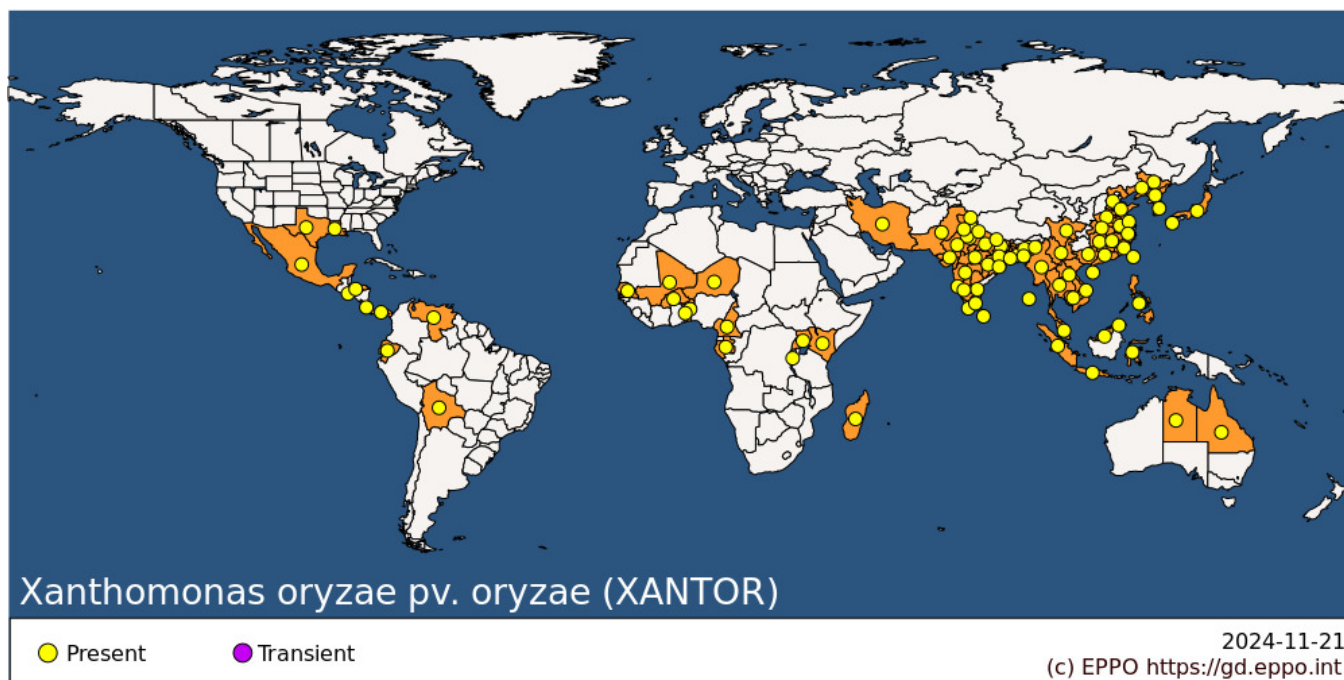 Xanthomonas oryzae pv. oryzae (XANTOR)
Present
Transient
2024-11-21
(c) EPPO https://gd.eppo.int